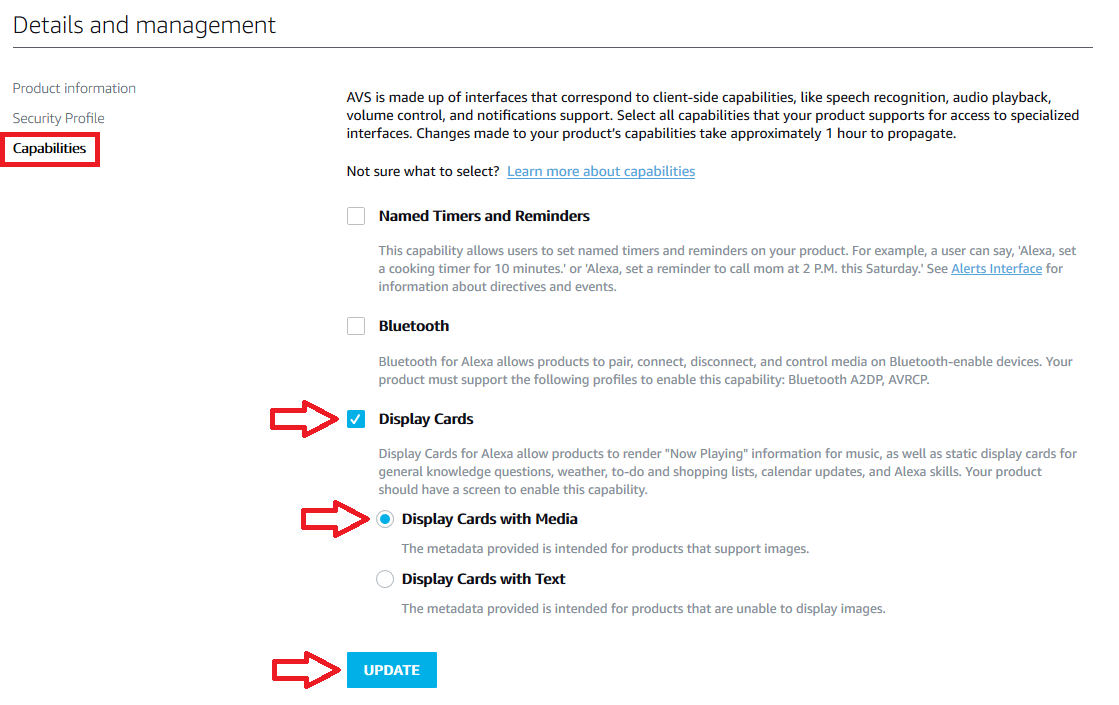 Details and management
Product information
Security Profile
Capabilities
AVS is made up of interfaces that correspond to client-side capabilities, like speech recognition, audio playback,
volume control, and notifications support. Select all capabilities that your product supports for access to specialized
interfaces. Changes made to your product's capabilities take approximately 1 hour to propagate.
Not sure what to select? Learn more about capabilities
Named Timers and Reminders
This capability allows users to set named timers and reminders on your product. For example, a user can say, 'Alexa, set
a cooking timer for 10 minutes.' or 'Alexa, set a reminder to call mom at 2 P.M. this Saturday.' See Alerts Interface for
information about directives and events.
Bluetooth
Bluetooth for Alexa allows products to pair, connect, disconnect, and control media on Bluetooth-enable devices. Your
product must support the following profiles to enable this capability: Bluetooth A2DP, AVRCP.
Display Cards
Display Cards for Alexa allow products to render "Now Playing" information for music, as well as static display cards for
general knowledge questions, weather, to-do and shopping lists, calendar updates, and Alexa skills. Your product
should have a screen to enable this capability.
Display Cards with Media
The metadata provided is intended for products that support images.
Display Cards with Text
The metadata provided is intended for products that are unable to display images.
UPDATE